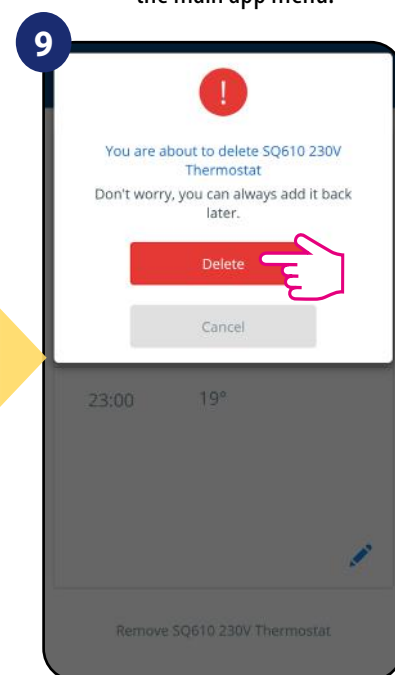 the main app menu.
9
!
You are about to delete SQ610 230V
Thermostat
Don't worry, you can always add it back
later.
Delete
Cancel
23:00 19°
Remove SQ610 230V Thermostat